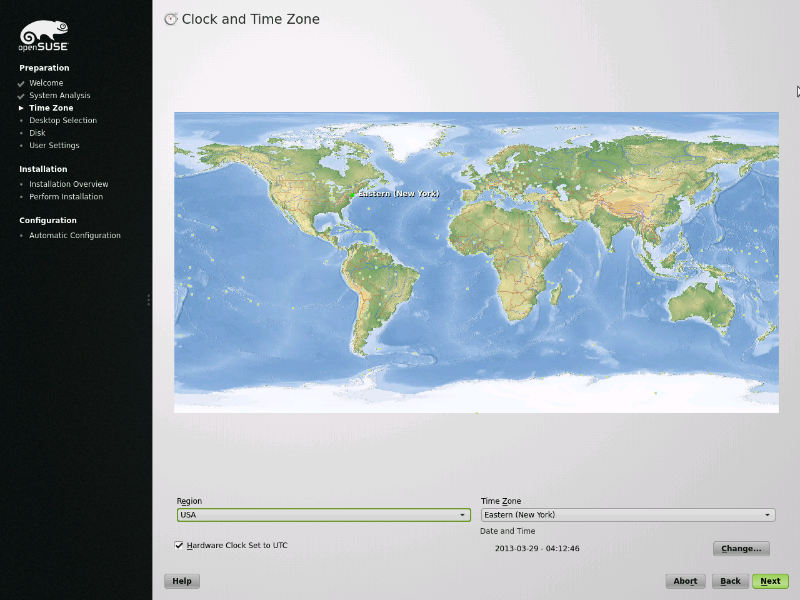 openSUSE
Preparation
Welcome
System Analysis
Time Zone
Desktop Selection
Disk
User Settings
Installation
Installation Overview
Perform Installation
Configuration
Automatic Configuration
Clock and Time Zone
Eastern (New York)
Region
USA
Time Zone
Eastern (New York)
Hardware Clock Set to UTC
Date and Time
2013-03-29 - 04:12:46
Change...
Help
Abort
Back
Next